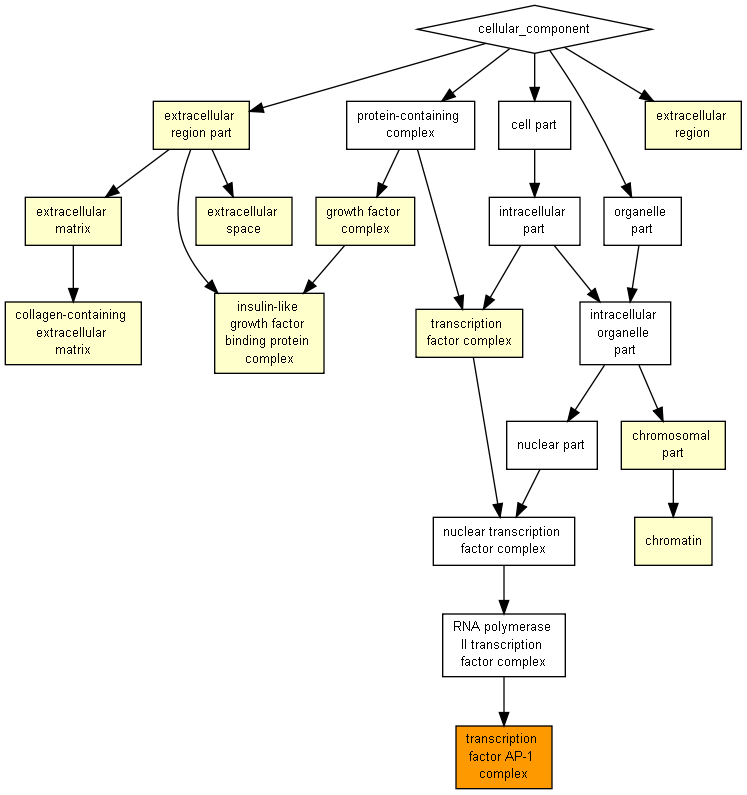 cellular_component
extracellular
region part
protein-containing
complex
cell part
extracellular
region
extracellular
matrix
extracellular
space
growth factor
complex
intracellular
part
organelle
part
collagen-containing
extracellular
matrix
insulin-like
growth factor
binding protein
complex
transcription
factor complex
intracellular
organelle
part
nuclear part
chromosomal
part
nuclear transcription
factor complex
chromatin
RNA polymerase
II transcription
factor complex
transcription
factor AP-1
complex